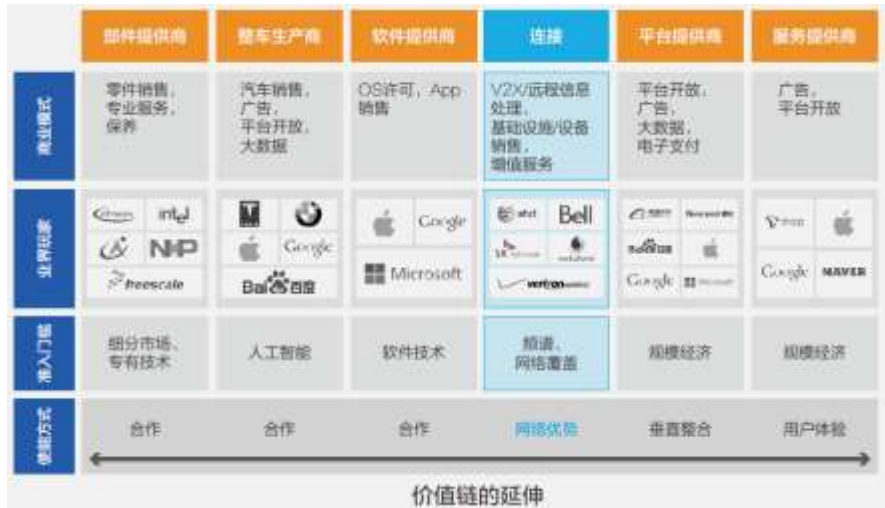 部件提供商 整车生产商 软件提供商 连接 平台提供商 服务提供商
商业模式
零件销售，
专业服务，
保养
汽车销售，
广告，
平台开放，
大数据
OS许可，App
销售
V2X/远程信息
处理，
基础设施/设备
销售，
增值服务
平台开放，
广告，
大数据，
电子支付
广告，
平台开放
业界玩家
intel
NXP
freescale
Google
Bai 百度
Google
Microsoft
at&t Bell
verizon
Baidu百度
Google Microsoft
Google NAVER
准入门槛
细分市场、
专有技术
人工智能
软件技术
频谱、
网络覆盖
规模经济
规模经济
使能方式
合作 合作 合作 网络优势 垂直整合 用户体验
价值链的延伸